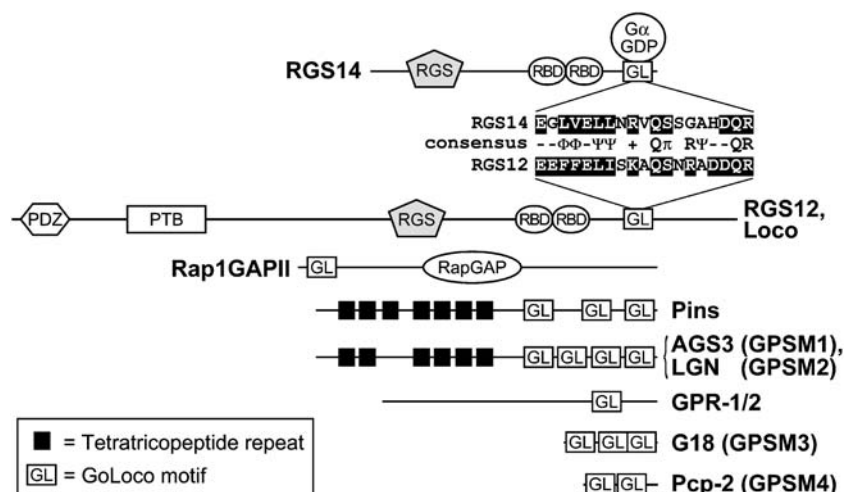 Gα
GDP
RGS14 RGS RBD RBD GL
RGS14 EGLVELLNRVQSSGAHDQR
consensus --ΦΦ-ΨΨ + Qπ RΨ--QR
RGS12 EEFFELISKAQSNRADDQR
PDZ PTB RGS RBD RBD GL RGS12,
Loco
Rap1GAPII GL RapGAP
GL GL GL Pins
GL GL GL GL AGS3 (GPSM1),
LGN (GPSM2)
GL GPR-1/2
GL GL GL G18 (GPSM3)
GL GL Pcp-2 (GPSM4)
= Tetratricopeptide repeat
GL = GoLoco motif